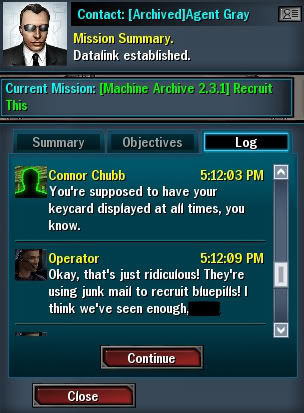 Contact: [Archived]Agent Gray
Mission Summary.
Datalink established.
Current Mission: [Machine Archive 2.3.1] Recruit
This
Summary
Objectives
Log
Connor Chubb 5:12:03 PM
You're supposed to have your
keycard displayed at all times, you
know.
Operator 5:12:09 PM
Okay, that's just ridiculous! They're
using junk mail to recruit bluepills! I
think we've seen enough,
Continue
Close